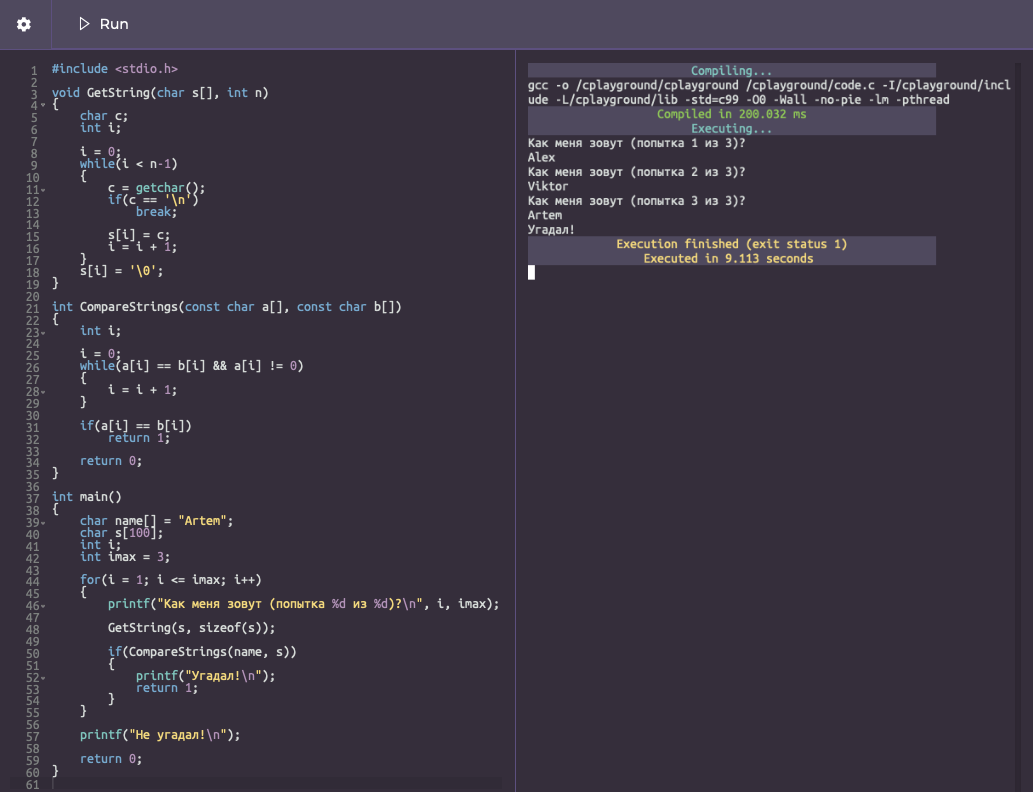 Run
1 #include <stdio.h>
2
3 void GetString(char s[], int n)
4 {
5     char c;
6     int i;
7
8     i = 0;
9     while(i < n-1)
10     {
11         c = getchar();
12         if(c == '\n')
13             break;
14
15         s[i] = c;
16         i = i + 1;
17     }
18     s[i] = '\0';
19 }
20
21 int CompareStrings(const char a[], const char b[])
22 {
23     int i;
24
25     i = 0;
26     while(a[i] == b[i] && a[i] != 0)
27     {
28         i = i + 1;
29     }
30
31     if(a[i] == b[i])
32         return 1;
33
34     return 0;
35 }
36
37 int main()
38 {
39     char name[] = "Artem";
40     char s[100];
41     int i;
42     int imax = 3;
43
44     for(i = 1; i <= imax; i++)
45     {
46         printf("Как меня зовут (попытка %d из %d)?\n", i, imax);
47
48         GetString(s, sizeof(s));
49
50         if(CompareStrings(name, s))
51         {
52             printf("Угадал!\n");
53             return 1;
54         }
55     }
56
57     printf("Не угадал!\n");
58
59     return 0;
60 }
61
Compiling...
gcc -o /cplayground/cplayground /cplayground/code.c -I/cplayground/incl
ude -L/cplayground/lib -std=c99 -O0 -Wall -no-pie -lm -pthread
Compiled in 200.032 ms
Executing...
Как меня зовут (попытка 1 из 3)?
Alex
Как меня зовут (попытка 2 из 3)?
Viktor
Как меня зовут (попытка 3 из 3)?
Artem
Угадал!
Execution finished (exit status 1)
Executed in 9.113 seconds